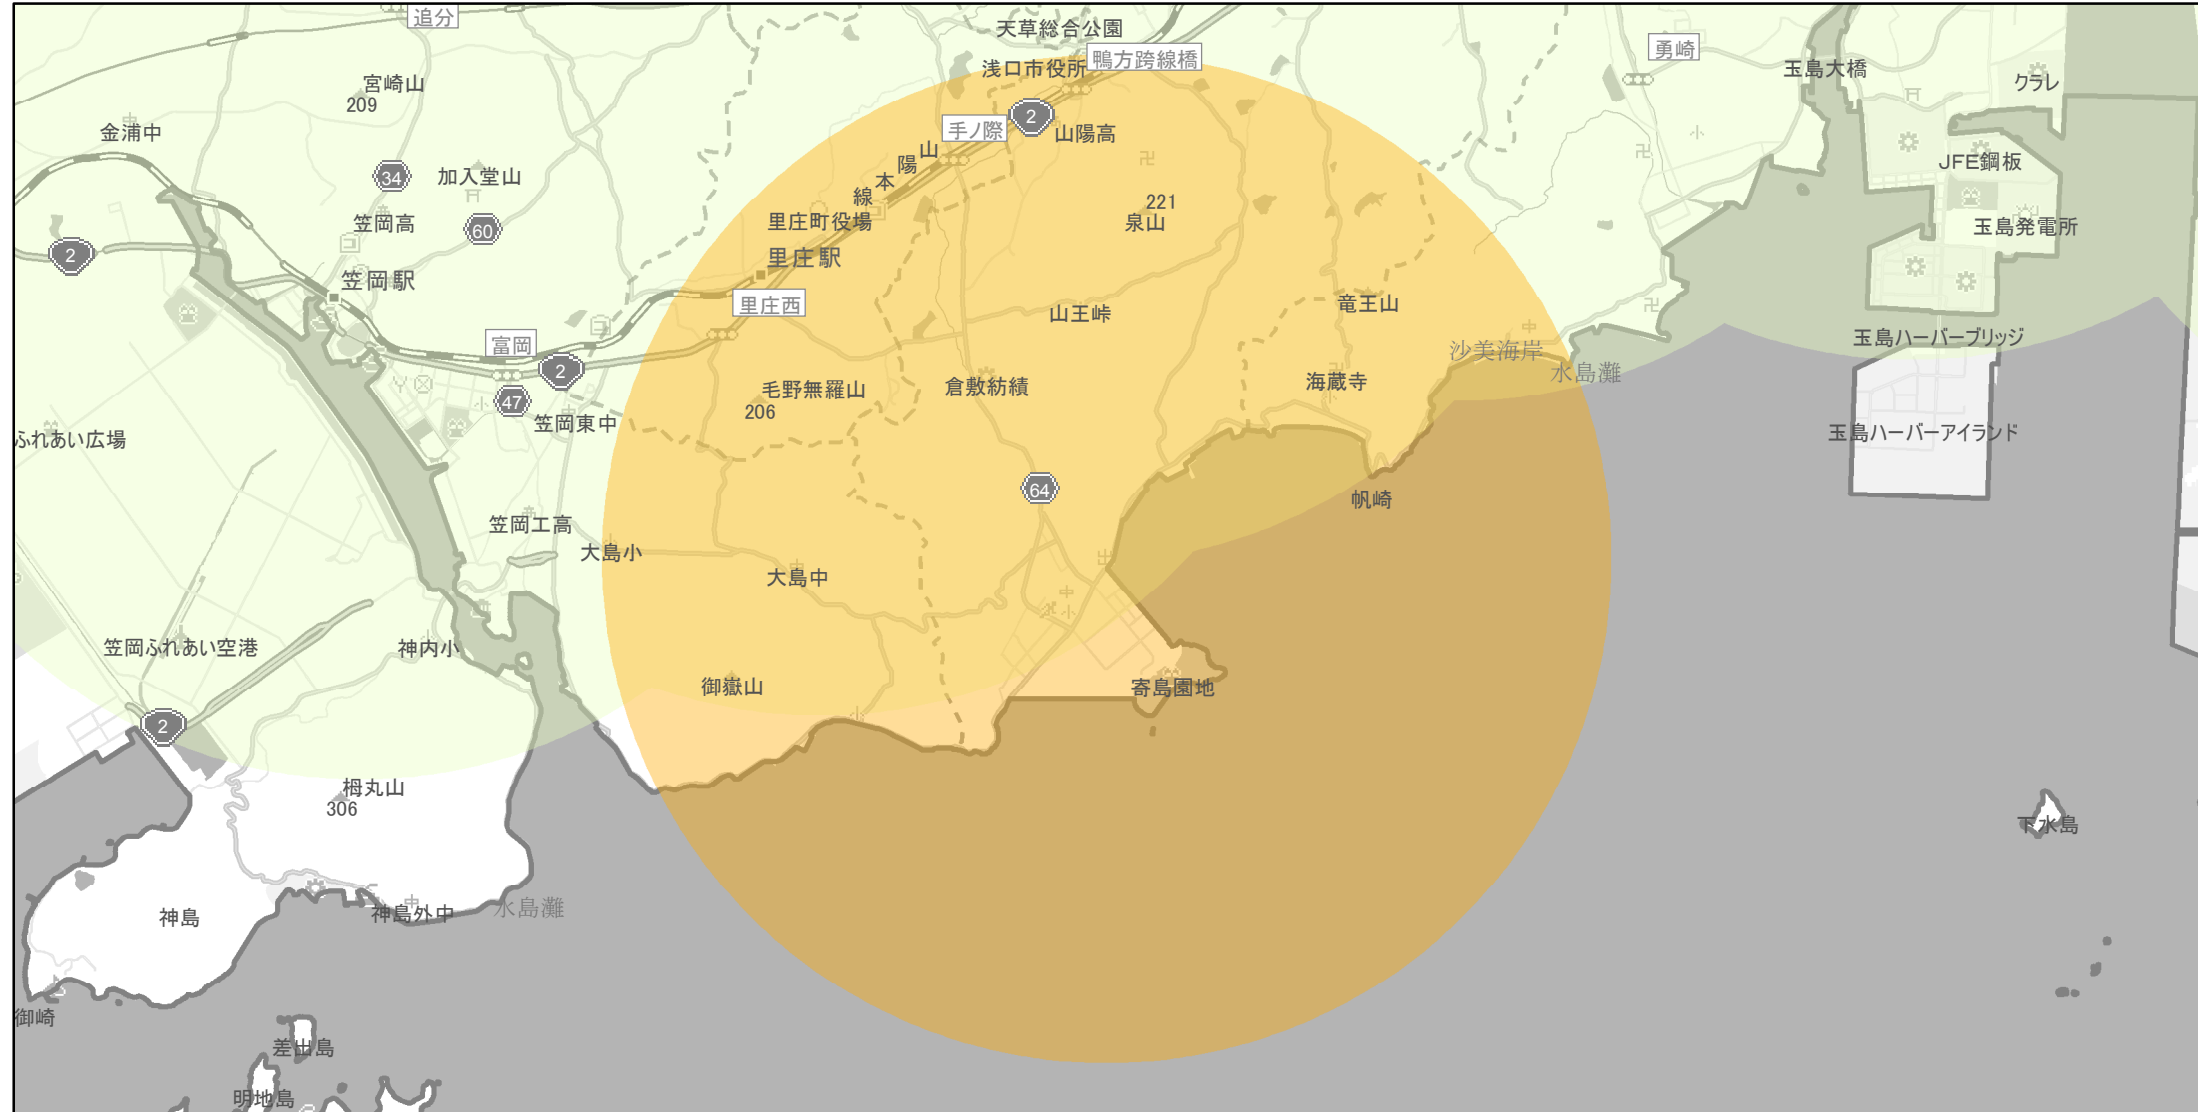 追分
天草総合公園
鴨方跨線橋
浅口市役所
勇崎
玉島大橋
クラレ
宮崎山
209
金浦中
2
手ノ際
山陽高
山陽本線
JFE鋼板
34
加入堂山
笠岡高
60
里庄町役場
221
泉山
玉島発電所
2
笠岡駅
里庄駅
里庄西
山王峠
竜王山
富岡
2
沙美海岸
水島灘
玉島ハーバーブリッジ
47
毛野無羅山
206
倉敷紡績
海蔵寺
笠岡東中
ふれあい広場
玉島ハーバーアイランド
64
帆崎
笠岡工高
大島小
大島中
笠岡ふれあい空港
神内小
御嶽山
寄島園地
2
栂丸山
306
下水島
神島
神島外中
水島灘
御崎
差出島
明地島